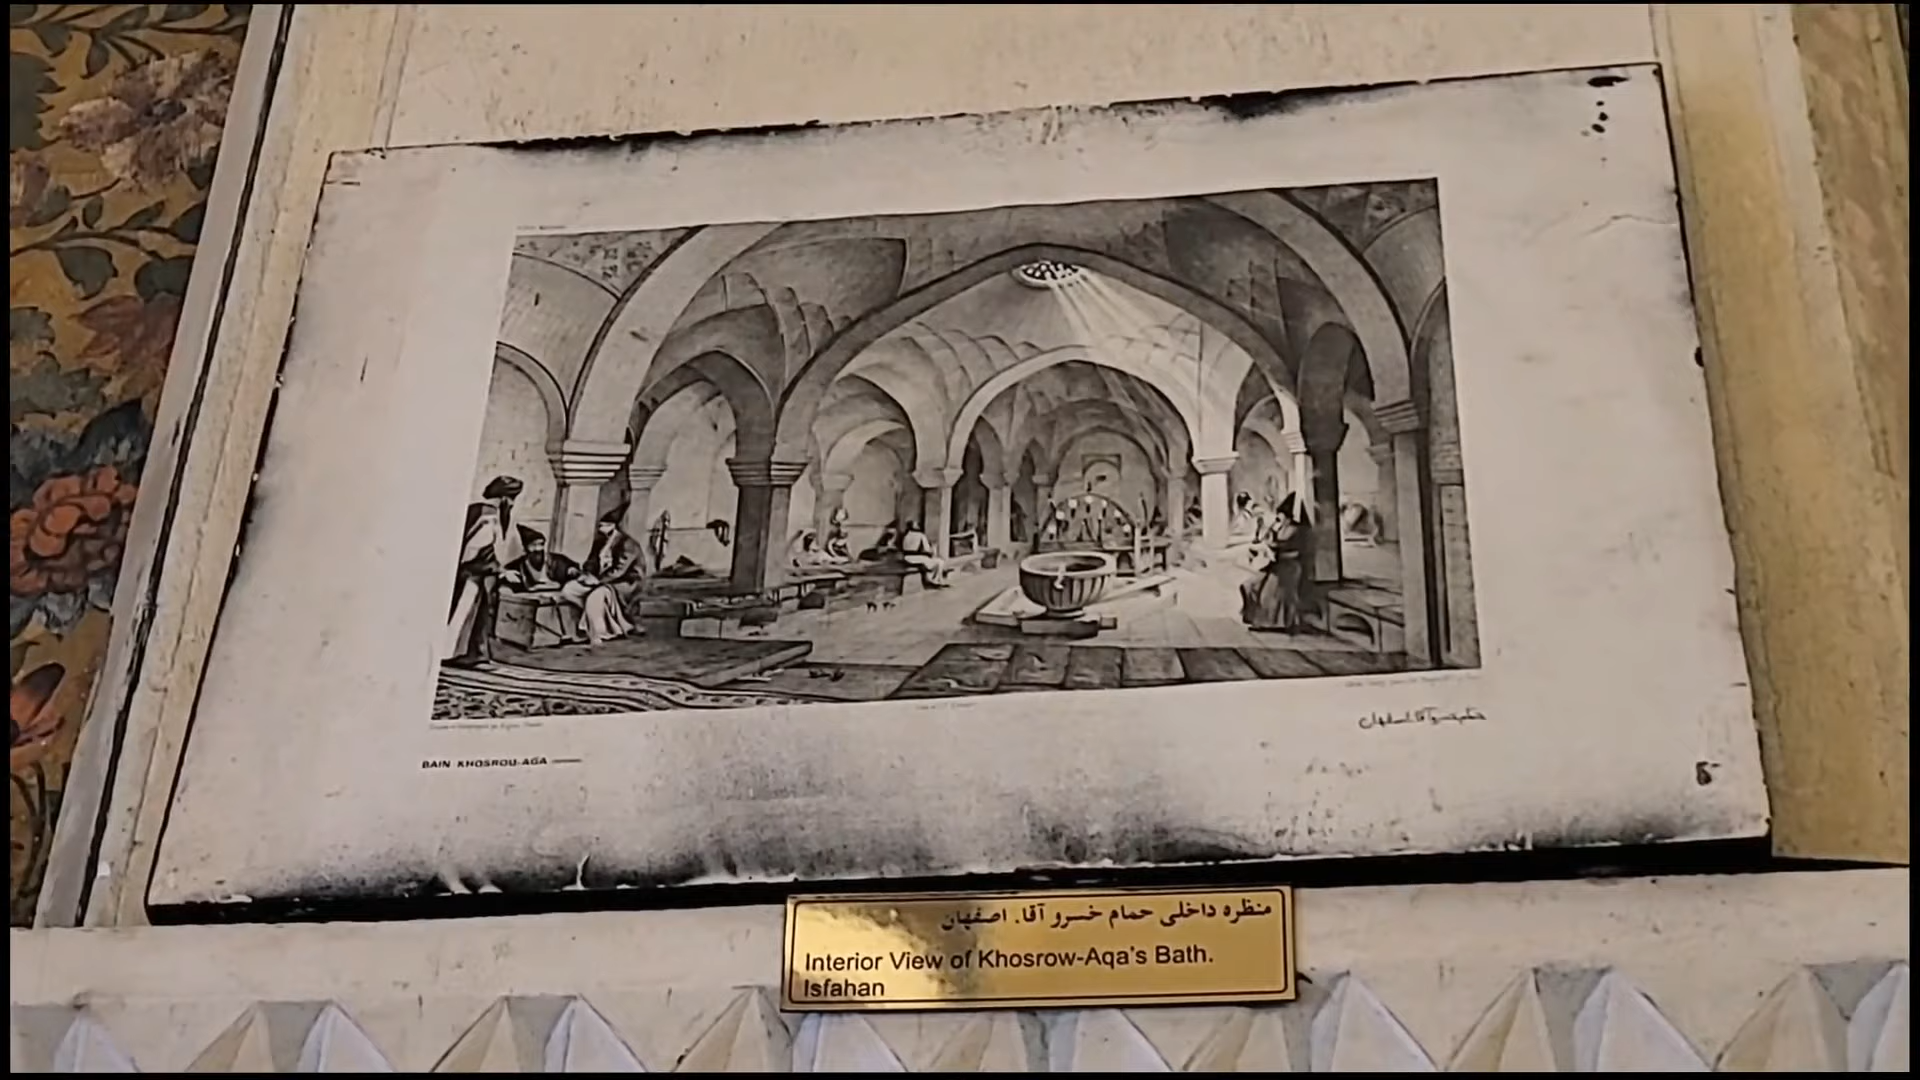 حمام خسرو آقا اصفهان
BAIN KHOSROU-AGA
منظره داخلی حمام خسرو آقا. اصفهان
Interior View of Khosrow-Aqa's Bath.
Isfahan